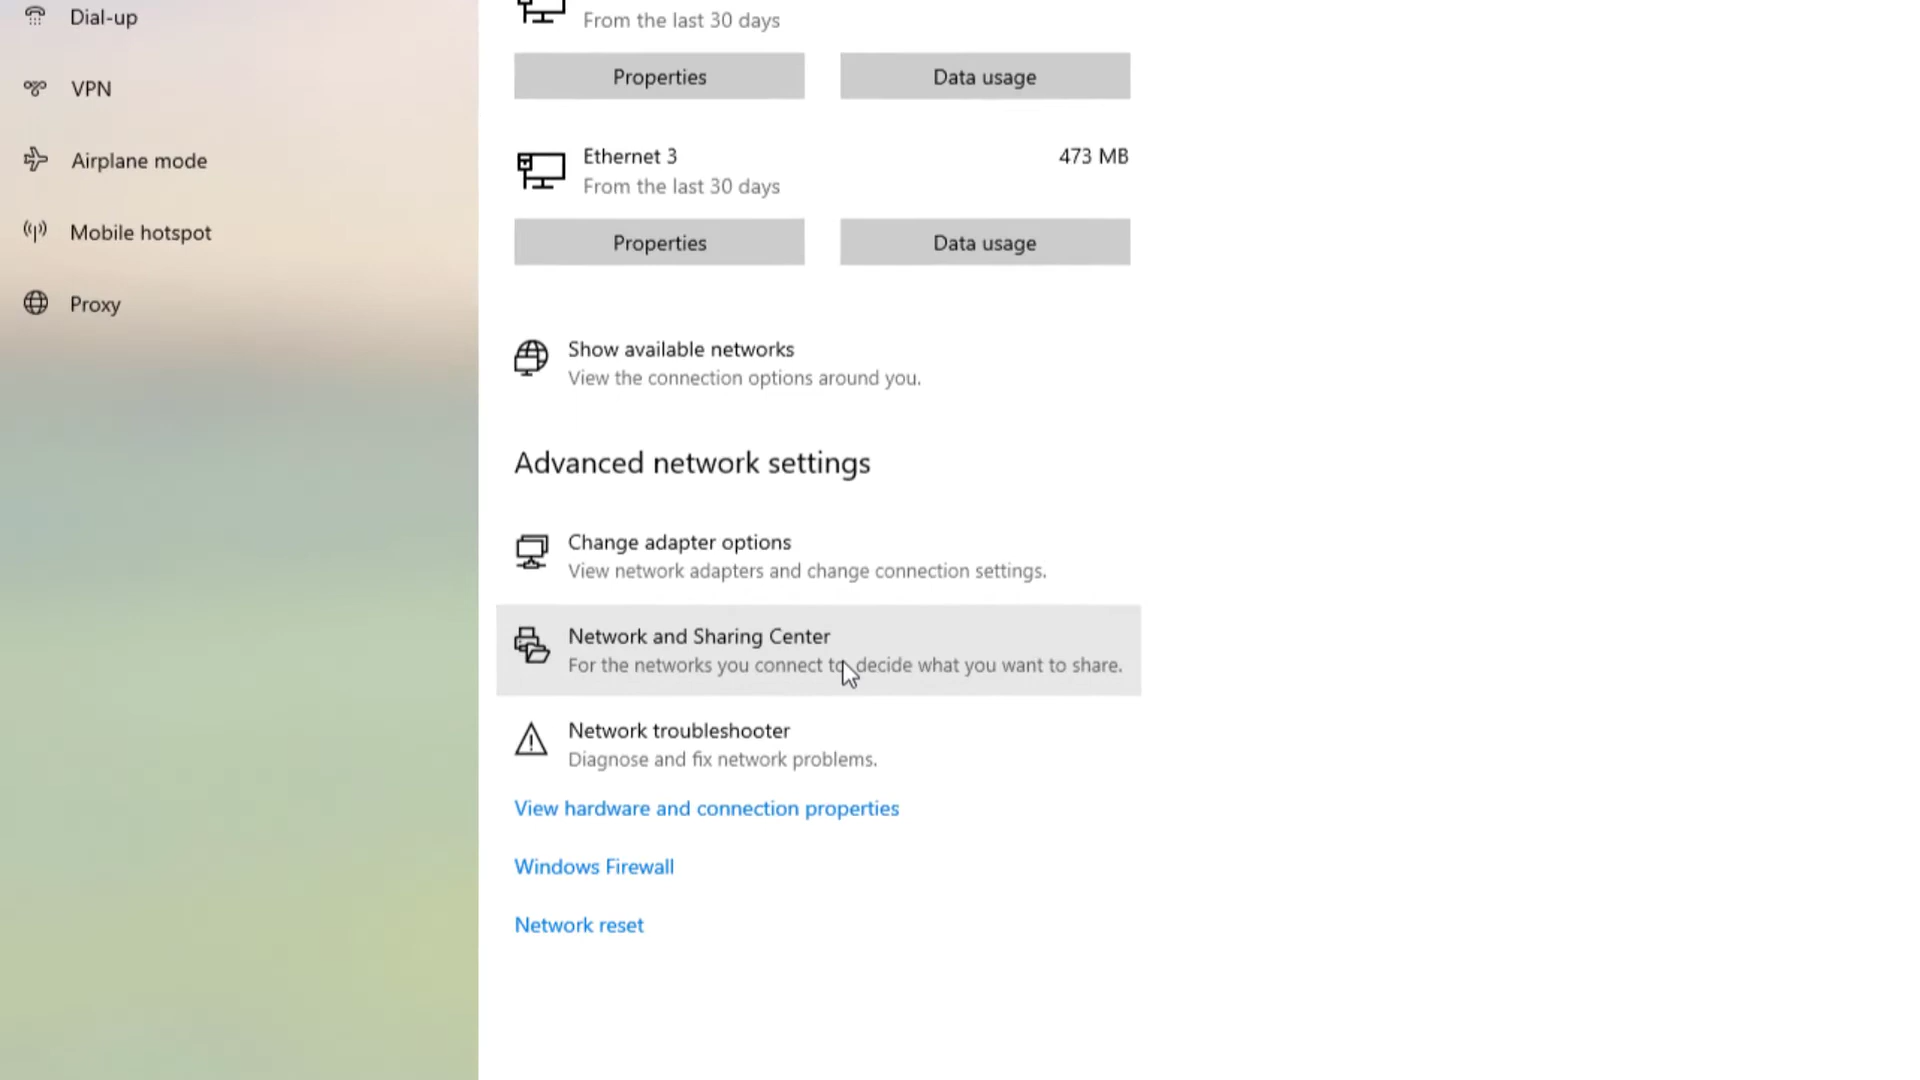 Dial-up
VPN
Airplane mode
Mobile hotspot
Proxy
From the last 30 days
Properties
Data usage
Ethernet 3
473 MB
From the last 30 days
Properties
Data usage
Show available networks
View the connection options around you.
Advanced network settings
Change adapter options
View network adapters and change connection settings.
Network and Sharing Center
For the networks you connect to, decide what you want to share.
Network troubleshooter
Diagnose and fix network problems.
View hardware and connection properties
Windows Firewall
Network reset